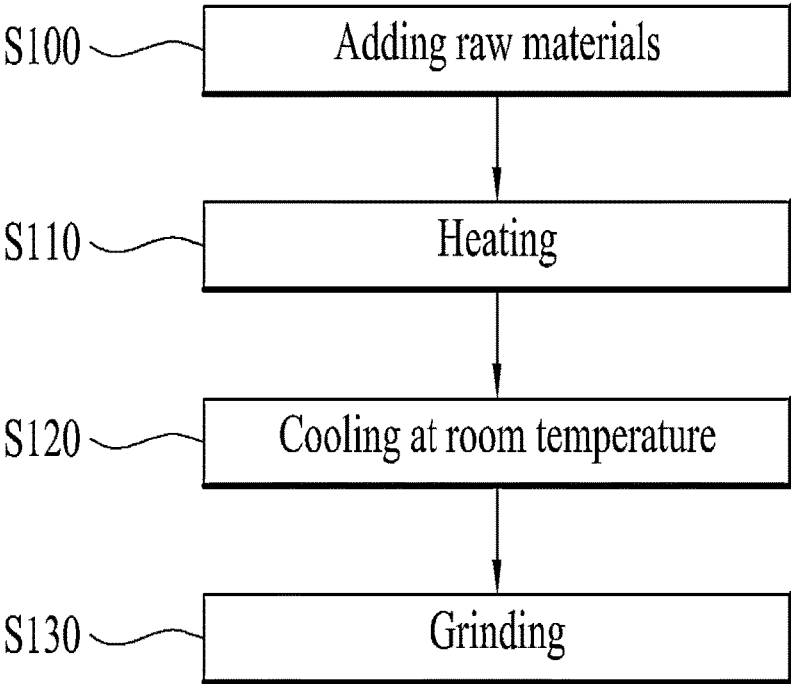 S100 Adding raw materials
S110 Heating
S120 Cooling at room temperature
S130 Grinding